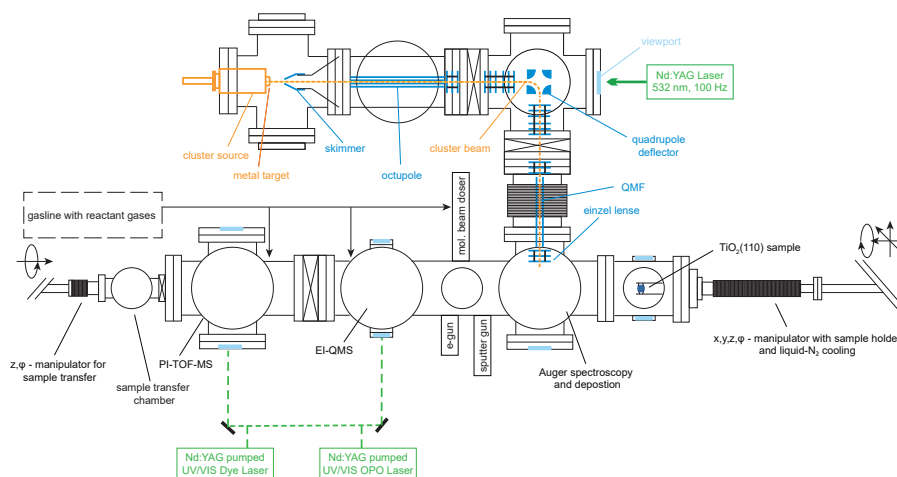 viewport
Nd:YAG Laser
532 nm, 100 Hz
cluster source
skimmer
metal target
octupole
cluster beam
quadrupole
deflector
QMF
einzel lense
gasline with reactant gases
mol. beam doser
TiO₂(110) sample
z,φ - manipulator for
sample transfer
sample transfer
chamber
PI-TOF-MS
EI-QMS
e-gun
sputter gun
Auger spectroscopy
and depostion
x,y,z,φ - manipulator with sample holde
and liquid-N₂ cooling
Nd:YAG pumped
UV/VIS Dye Laser
Nd:YAG pumped
UV/VIS OPO Laser